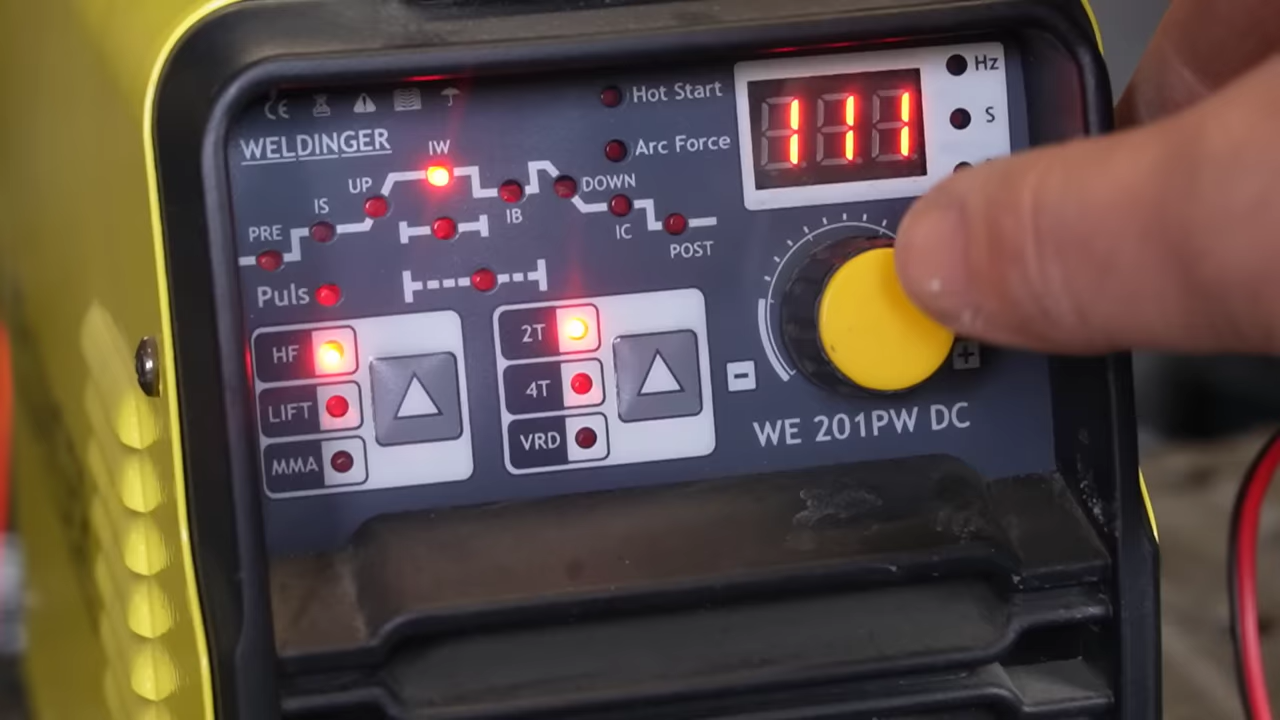 CE
Hot Start
Hz
WELDINGER
Arc Force
111
S
IW
UP
DOWN
IS
IB
PRE
IC
POST
Puls
HF
2T
LIFT
4T
MMA
VRD
-
+
WE 201PW DC